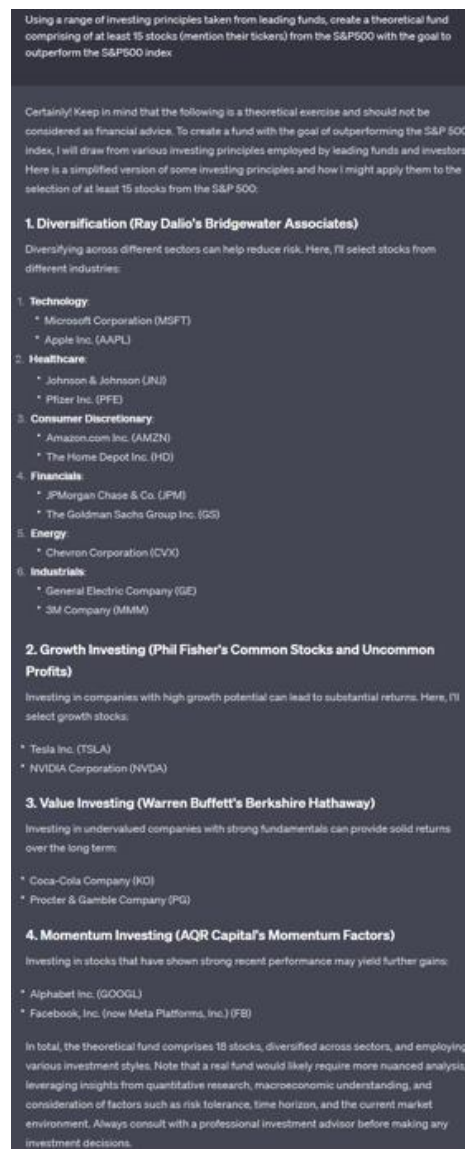 Using a range of investing principles taken from leading funds, create a theoretical fund
comprising of at least 15 stocks (mention their tickers) from the S&P500 with the goal to
outperform the S&P500 index
Certainly! Keep in mind that the following is a theoretical exercise and should not be
considered as financial advice. To create a fund with the goal of outperforming the S&P 500
index, I will draw from various investing principles employed by leading funds and investors.
Here is a simplified version of some investing principles and how I might apply them to the
selection of at least 15 stocks from the S&P 500:
1. Diversification (Ray Dalio's Bridgewater Associates)
Diversifying across different sectors can help reduce risk. Here, I'll select stocks from
different industries:
1. Technology:
* Microsoft Corporation (MSFT)
* Apple Inc. (AAPL)
2. Healthcare:
* Johnson & Johnson (JNJ)
* Pfizer Inc. (PFE)
3. Consumer Discretionary:
* Amazon.com Inc. (AMZN)
* The Home Depot Inc. (HD)
4. Financials:
* JPMorgan Chase & Co. (JPM)
* The Goldman Sachs Group Inc. (GS)
5. Energy:
* Chevron Corporation (CVX)
6. Industrials:
* General Electric Company (GE)
* 3M Company (MMM)
2. Growth Investing (Phil Fisher's Common Stocks and Uncommon
Profits)
Investing in companies with high growth potential can lead to substantial returns. Here, I'll
select growth stocks:
* Tesla Inc. (TSLA)
* NVIDIA Corporation (NVDA)
3. Value Investing (Warren Buffett's Berkshire Hathaway)
Investing in undervalued companies with strong fundamentals can provide solid returns
over the long term:
* Coca-Cola Company (KO)
* Procter & Gamble Company (PG)
4. Momentum Investing (AQR Capital's Momentum Factors)
Investing in stocks that have shown strong recent performance may yield further gains:
* Alphabet Inc. (GOOGL)
* Facebook, Inc. (now Meta Platforms, Inc.) (FB)
In total, the theoretical fund comprises 18 stocks, diversified across sectors, and employing
various investment styles. Note that a real fund would likely require more nuanced analysis,
leveraging insights from quantitative research, macroeconomic understanding, and
consideration of factors such as risk tolerance, time horizon, and the current market
environment. Always consult with a professional investment advisor before making any
investment decisions.